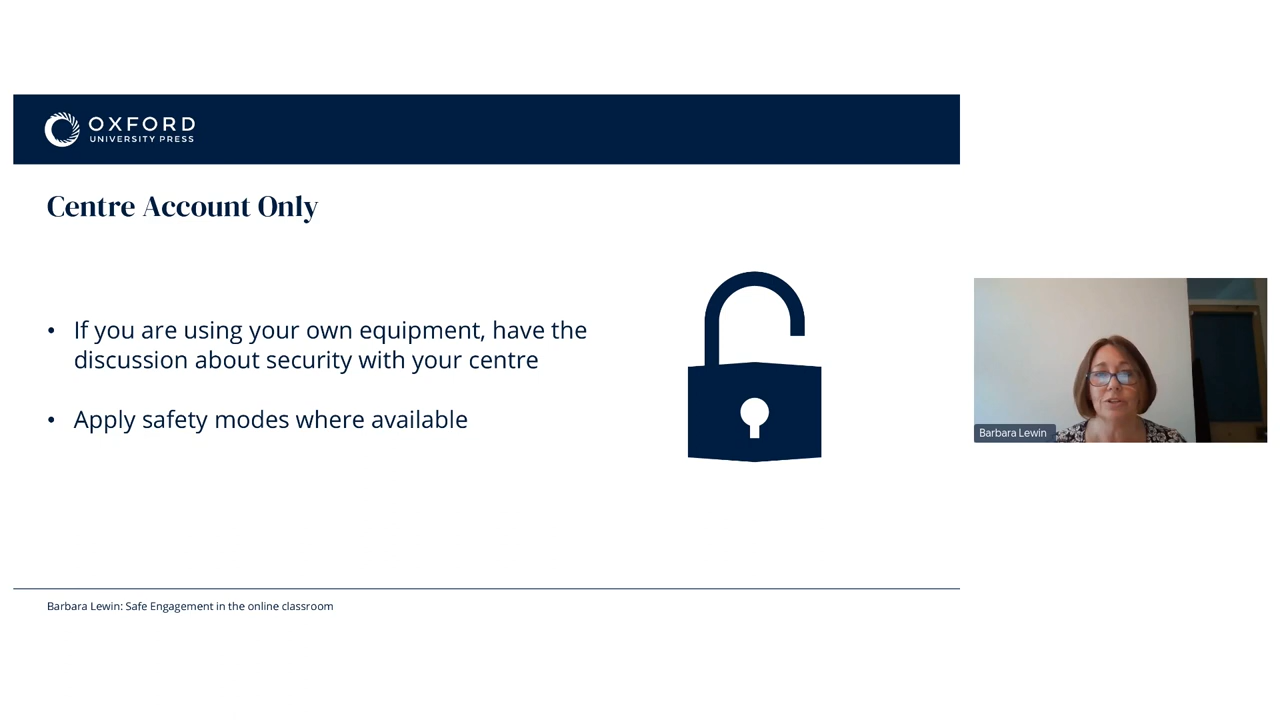 OXFORD
UNIVERSITY PRESS
Centre Account Only
• If you are using your own equipment, have the
discussion about security with your centre
• Apply safety modes where available
Barbara Lewin
Barbara Lewin: Safe Engagement in the online classroom